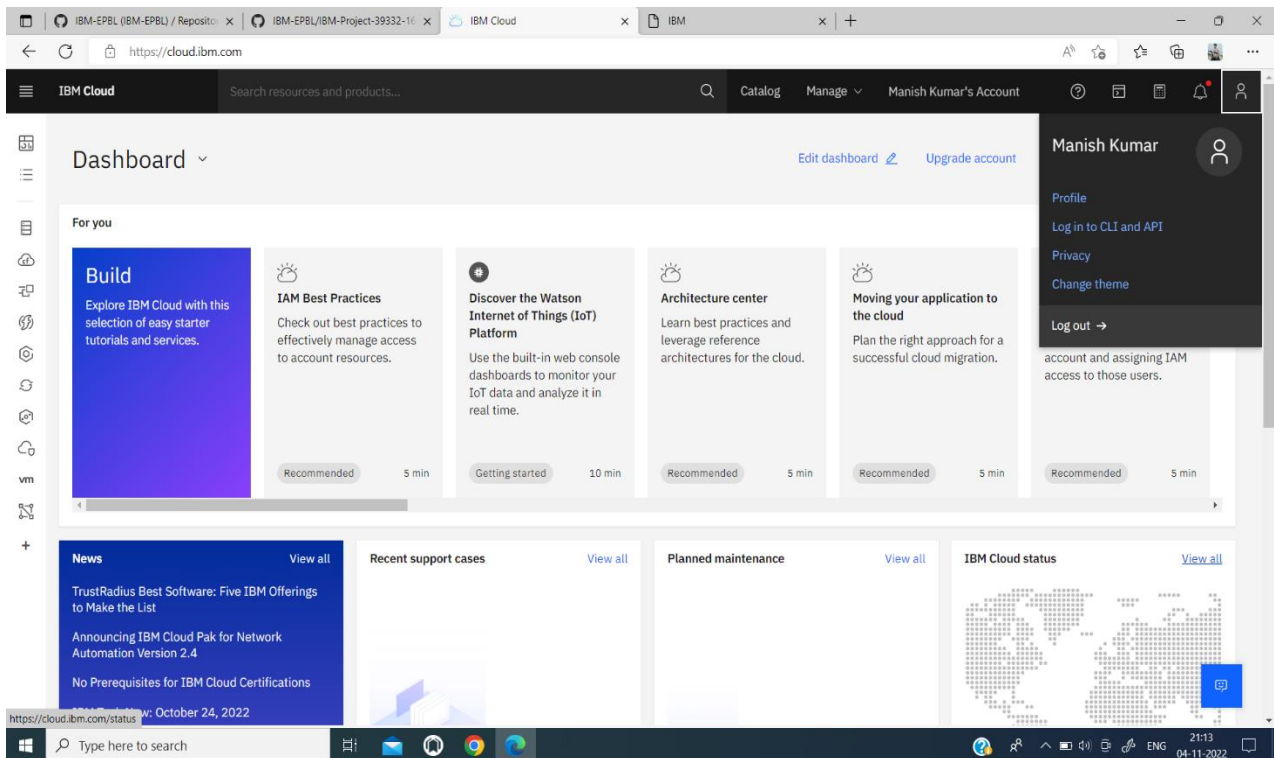 IBM-EPBL (IBM-EPBL) / Reposito
IBM-EPBL/IBM-Project-39332-16
IBM Cloud
IBM
https://cloud.ibm.com
IBM Cloud
Search resources and products...
Catalog
Manage
Manish Kumar's Account
Dashboard
Edit dashboard
Upgrade account
Manish Kumar
Profile
Log in to CLI and API
Privacy
Change theme
Log out →
For you
Build
Explore IBM Cloud with this
selection of easy starter
tutorials and services.
IAM Best Practices
Check out best practices to
effectively manage access
to account resources.
Recommended
5 min
Discover the Watson
Internet of Things (IoT)
Platform
Use the built-in web console
dashboards to monitor your
IoT data and analyze it in
real time.
Getting started
10 min
Architecture center
Learn best practices and
leverage reference
architectures for the cloud.
Recommended
5 min
Moving your application to
the cloud
Plan the right approach for a
successful cloud migration.
Recommended
5 min
account and assigning IAM
access to those users.
Recommended
5 min
vm
News
View all
TrustRadius Best Software: Five IBM Offerings
to Make the List
Announcing IBM Cloud Pak for Network
Automation Version 2.4
No Prerequisites for IBM Cloud Certifications
w: October 24, 2022
Recent support cases
View all
Planned maintenance
View all
IBM Cloud status
View all
https://cloud.ibm.com/status
Type here to search
ENG
21:13
04-11-2022